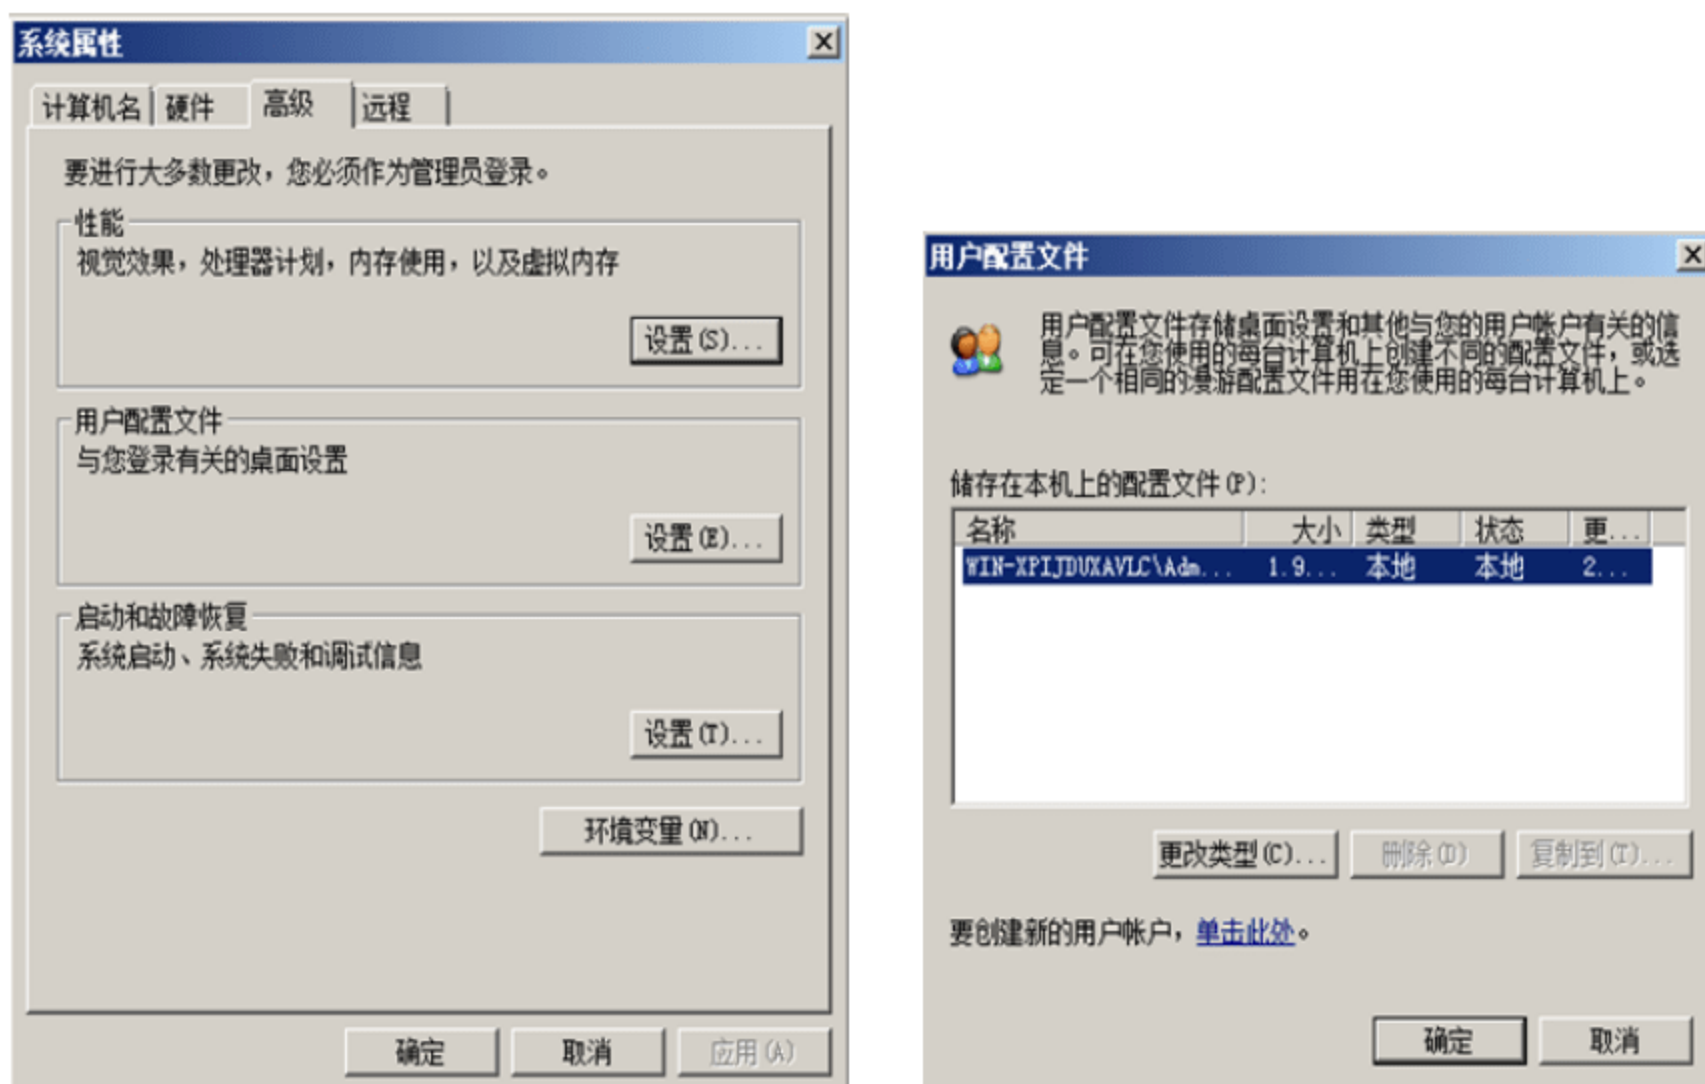 系统属性
计算机名 硬件 高级 远程
要进行大多数更改，您必须作为管理员登录。
性能
视觉效果，处理器计划，内存使用，以及虚拟内存
设置(S)...
用户配置文件
与您登录有关的桌面设置
设置(E)...
启动和故障恢复
系统启动、系统失败和调试信息
设置(T)...
环境变量(N)...
确定 取消 应用(A)
用户配置文件
用户配置文件存储桌面设置和其他与您的用户帐户有关的信
息。可在您使用的每台计算机上创建不同的配置文件，或选
定一个相同的漫游配置文件用在您使用的每台计算机上。
储存在本机上的配置文件(P):
名称 大小 类型 状态 更...
WIN-XPIJDUXAVLC\Adm... 1.9... 本地 本地 2...
更改类型(C)... 删除(D) 复制到(T)...
要创建新的用户帐户，单击此处。
确定 取消